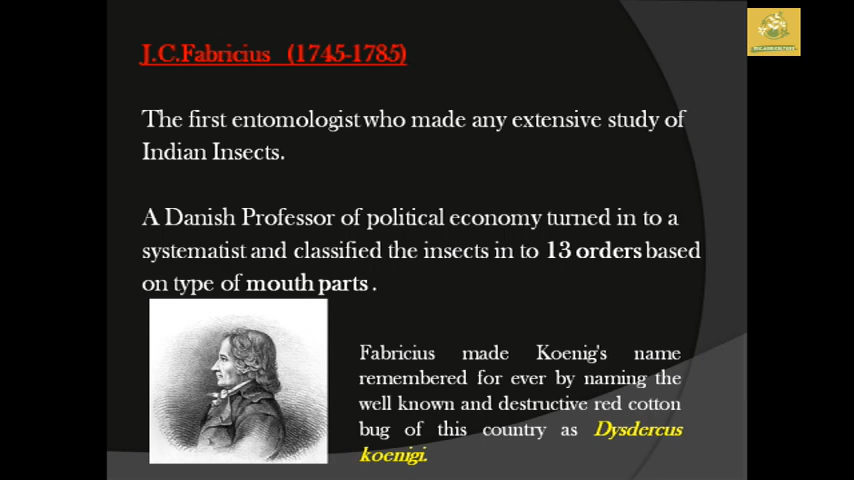 J.C.Fabricius (1745-1785)
The first entomologist who made any extensive study of
Indian Insects.
A Danish Professor of political economy turned in to a
systematist and classified the insects in to 13 orders based
on type of mouth parts .
Fabricius made Koenig's name
remembered for ever by naming the
well known and destructive red cotton
bug of this country as Dysdercus
koenigi.